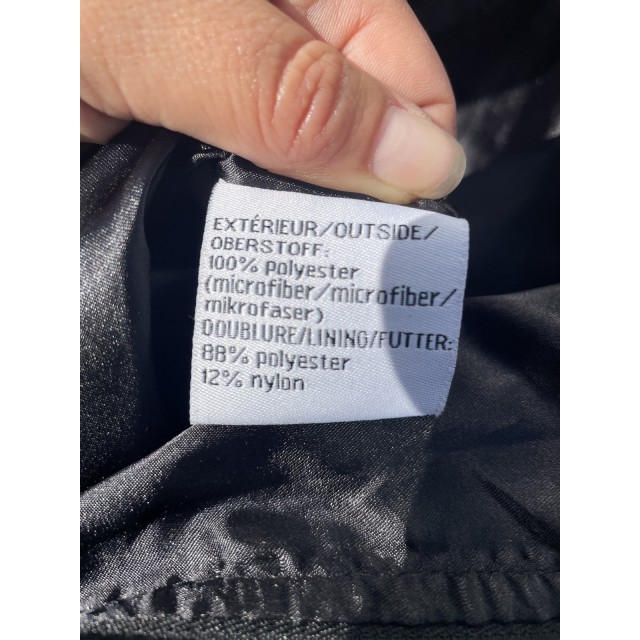 EXTÉRIEUR/OUTSIDE/
OBERSTOFF:
100% polyester
(microfiber/microfiber/
mikrofaser)
DOUBLURE/LINING/FUTTER:
88% polyester
12% nylon